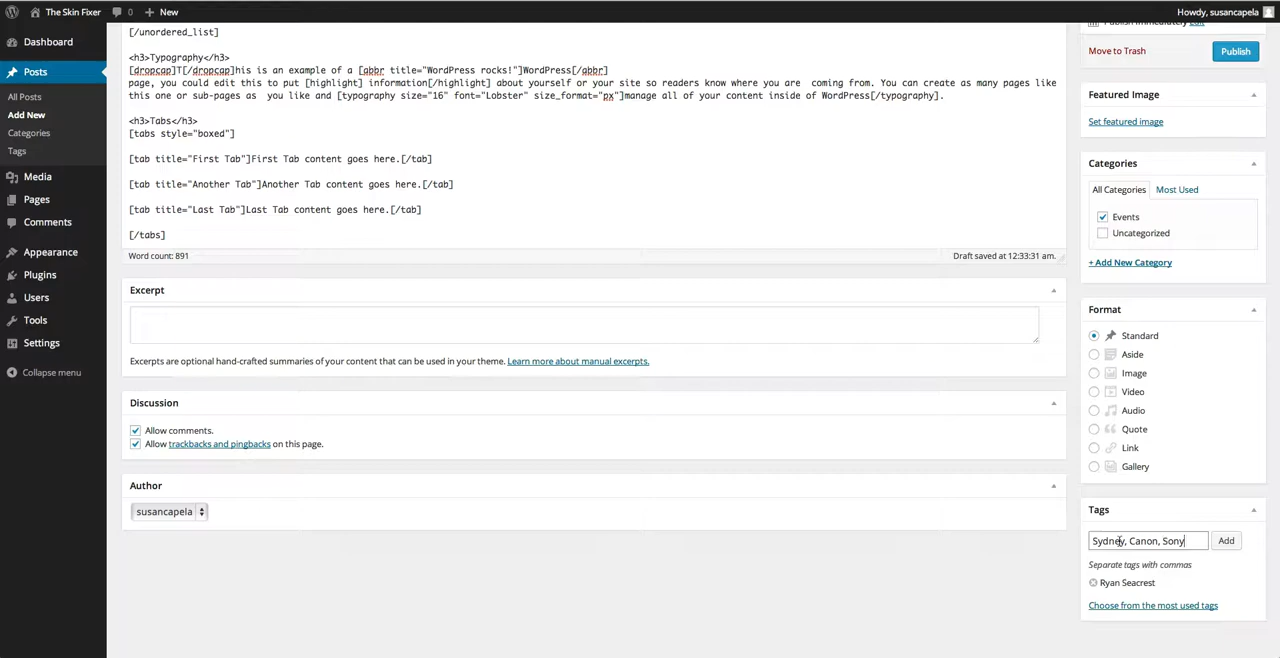 The Skin Fixer 0 New
Howdy, susancapela
Dashboard
Posts
All Posts
Add New
Categories
Tags
Media
Pages
Comments
Appearance
Plugins
Users
Tools
Settings
Collapse menu
[/unordered_list]
<h3>Typography</h3>
[dropcap]T[/dropcap]his is an example of a [abbr title="WordPress rocks!"]WordPress[/abbr]
page, you could edit this to put [highlight] information[/highlight] about yourself or your site so readers know where you are  coming from. You can create as many pages like
this one or sub-pages as  you like and [typography size="16" font="Lobster" size_format="px"]manage all of your content inside of WordPress[/typography].
<h3>Tabs</h3>
[tabs style="boxed"]
[tab title="First Tab"]First Tab content goes here.[/tab]
[tab title="Another Tab"]Another Tab content goes here.[/tab]
[tab title="Last Tab"]Last Tab content goes here.[/tab]
[/tabs]
Word count: 891
Draft saved at 12:33:31 am.
Excerpt
Excerpts are optional hand-crafted summaries of your content that can be used in your theme. Learn more about manual excerpts.
Discussion
Allow comments.
Allow trackbacks and pingbacks on this page.
Author
susancapela
Publish immediately Edit
Move to Trash
Publish
Featured Image
Set featured image
Categories
All Categories
Most Used
Events
Uncategorized
+ Add New Category
Format
Standard
Aside
Image
Video
Audio
Quote
Link
Gallery
Tags
Sydney, Canon, Sony
Add
Separate tags with commas
Ryan Seacrest
Choose from the most used tags